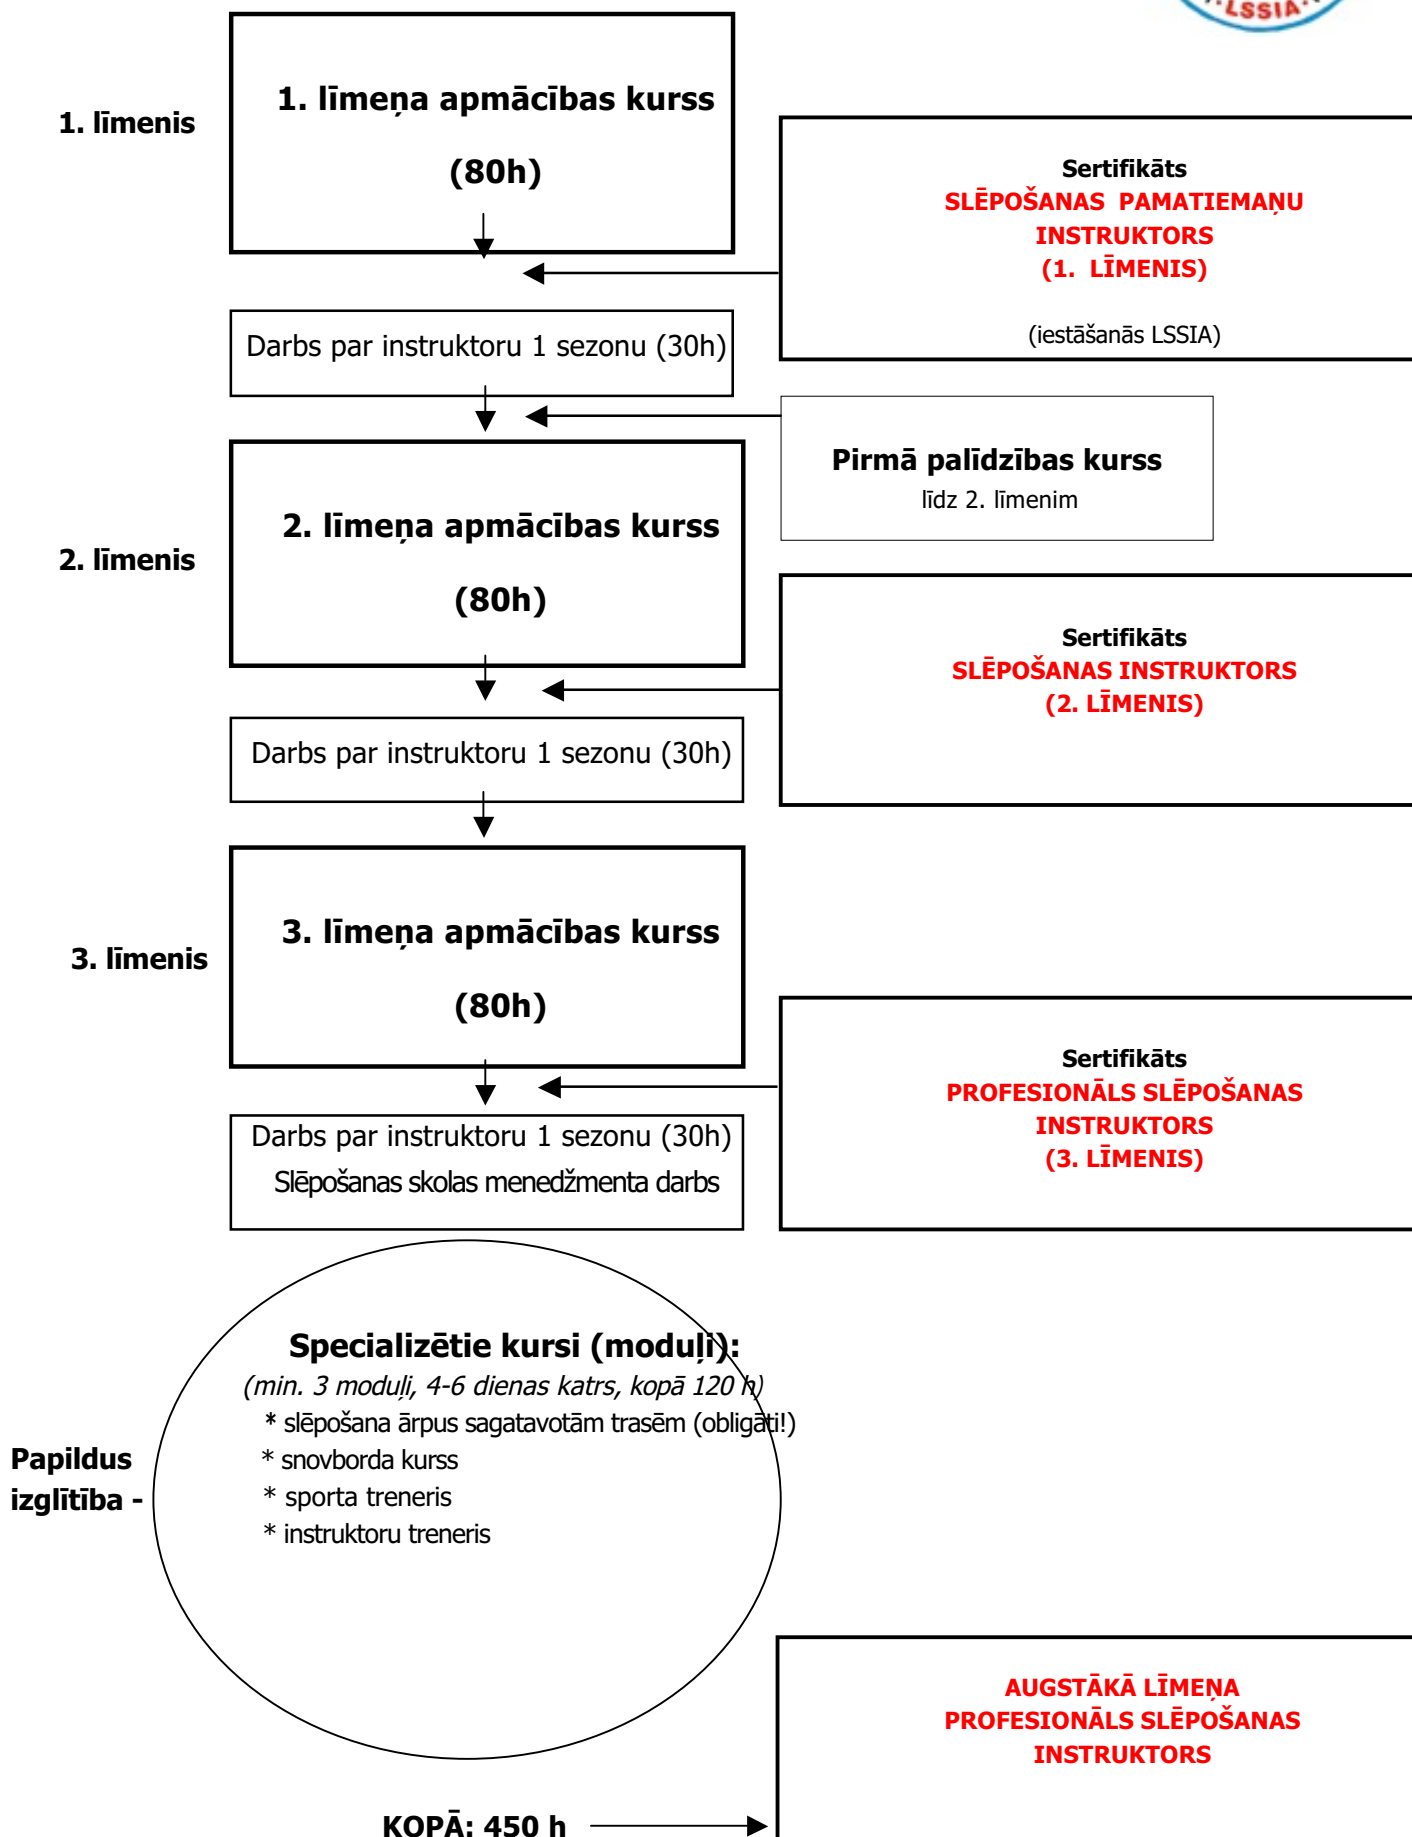 LSSIA
1. līmenis
1. līmeņa apmācības kurss
(80h)
Sertifikāts
SLĒPOŠANAS PAMATIEMAŅU
INSTRUKTORS
(1. LĪMENIS)
(iestāšanās LSSIA)
Darbs par instruktoru 1 sezonu (30h)
Pirmā palīdzības kurss
līdz 2. līmenim
2. līmenis
2. līmeņa apmācības kurss
(80h)
Sertifikāts
SLĒPOŠANAS INSTRUKTORS
(2. LĪMENIS)
Darbs par instruktoru 1 sezonu (30h)
3. līmenis
3. līmeņa apmācības kurss
(80h)
Sertifikāts
PROFESIONĀLS SLĒPOŠANAS
INSTRUKTORS
(3. LĪMENIS)
Darbs par instruktoru 1 sezonu (30h)
Slēpošanas skolas menedžmenta darbs
Papildus
izglītība -
Specializētie kursi (moduļi):
(min. 3 moduļi, 4-6 dienas katrs, kopā 120 h)
* slēpošana ārpus sagatavotām trasēm (obligāti!)
* snovborda kurss
* sporta treneris
* instruktoru treneris
AUGSTĀKĀ LĪMEŅA
PROFESIONĀLS SLĒPOŠANAS
INSTRUKTORS
KOPĀ: 450 h